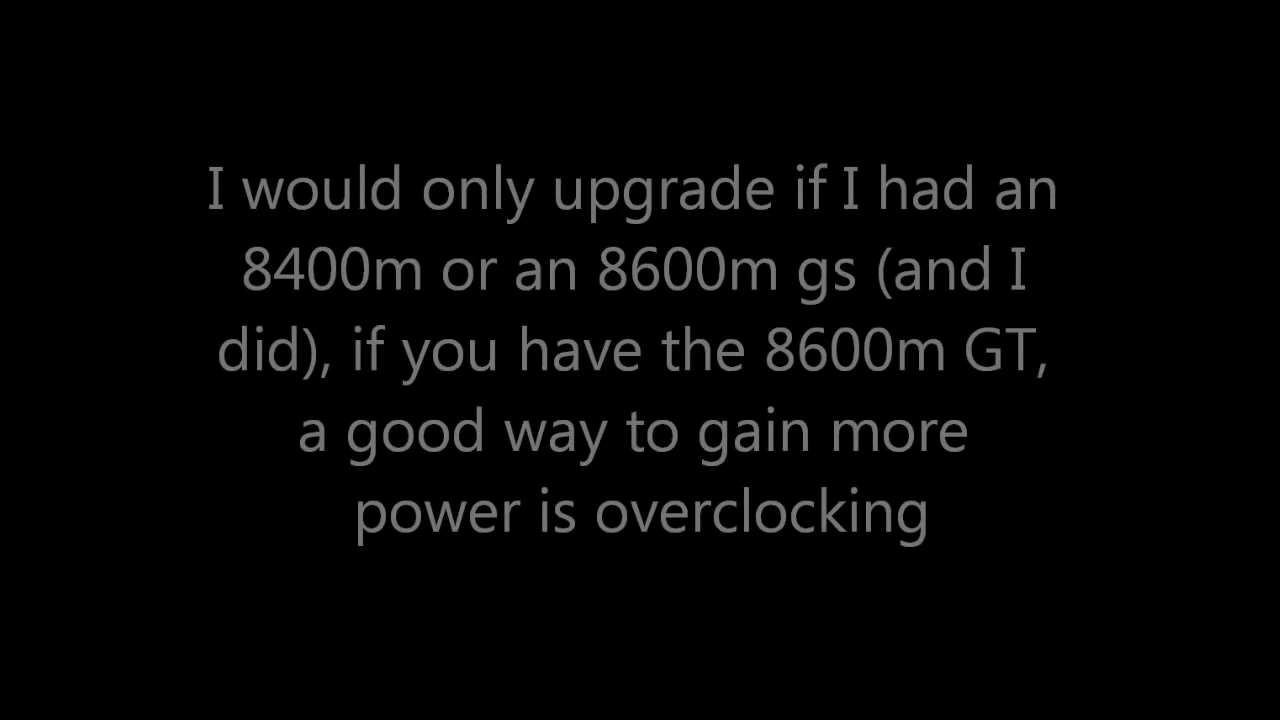 I would only upgrade if I had an
8400m or an 8600m gs (and I
did), if you have the 8600m GT,
a good way to gain more
power is overclocking